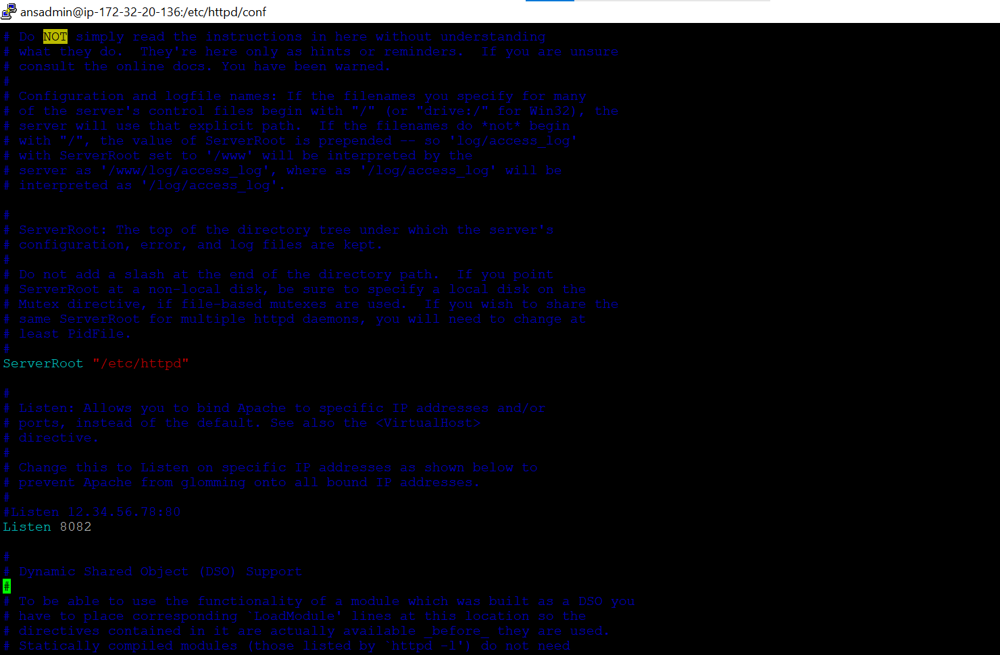 ansadmin@ip-172-32-20-136:/etc/httpd/conf
# Do NOT simply read the instructions in here without understanding
# what they do.  They're here only as hints or reminders.  If you are unsure
# consult the online docs. You have been warned.
#
# Configuration and logfile names: If the filenames you specify for many
# of the server's control files begin with "/" (or "drive:/" for Win32), the
# server will use that explicit path.  If the filenames do *not* begin
# with "/", the value of ServerRoot is prepended -- so 'log/access_log'
# with ServerRoot set to '/www' will be interpreted by the
# server as '/www/log/access_log', where as '/log/access_log' will be
# interpreted as '/log/access_log'.
#
# ServerRoot: The top of the directory tree under which the server's
# configuration, error, and log files are kept.
#
# Do not add a slash at the end of the directory path.  If you point
# ServerRoot at a non-local disk, be sure to specify a local disk on the
# Mutex directive, if file-based mutexes are used.  If you wish to share the
# same ServerRoot for multiple httpd daemons, you will need to change at
# least PidFile.
#
ServerRoot "/etc/httpd"
#
# Listen: Allows you to bind Apache to specific IP addresses and/or
# ports, instead of the default. See also the <VirtualHost>
# directive.
#
# Change this to Listen on specific IP addresses as shown below to
# prevent Apache from glomming onto all bound IP addresses.
#
#Listen 12.34.56.78:80
Listen 8082
#
# Dynamic Shared Object (DSO) Support
#
# To be able to use the functionality of a module which was built as a DSO you
# have to place corresponding `LoadModule' lines at this location so the
# directives contained in it are actually available _before_ they are used.
# Statically compiled modules (those listed by `httpd -l') do not need